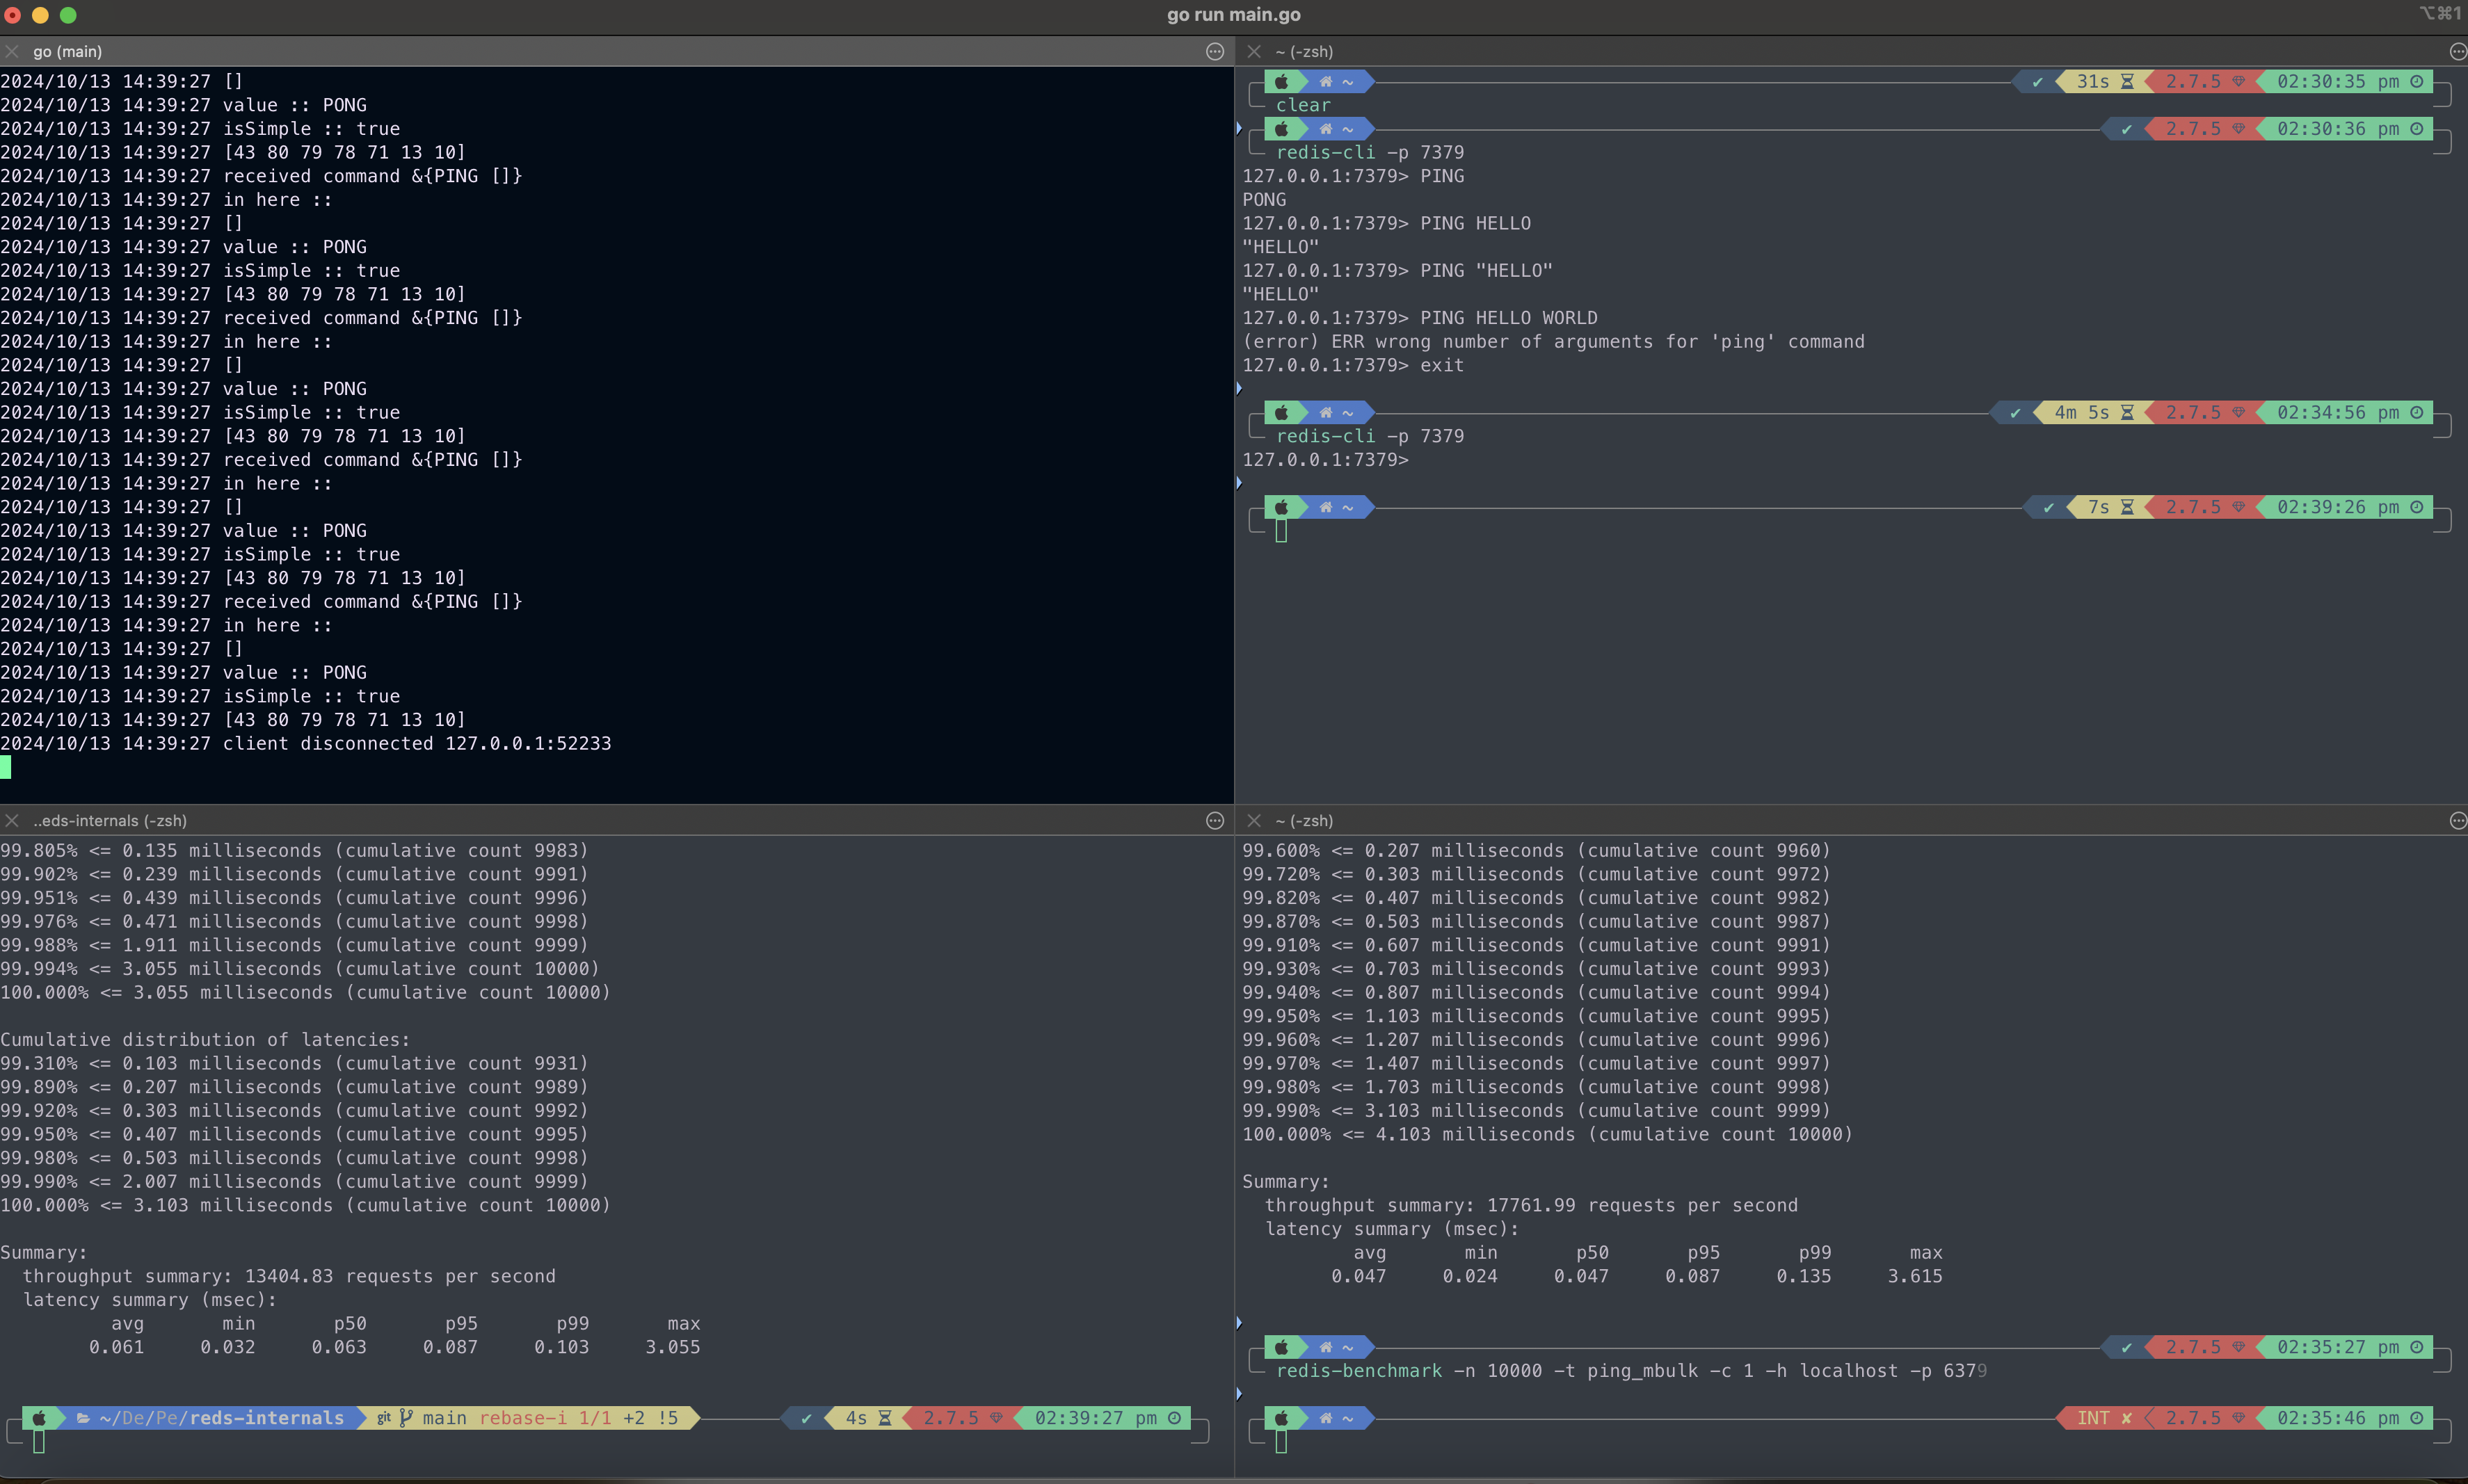 go run main.go
⌥⌘1
go (main)
2024/10/13 14:39:27 []
2024/10/13 14:39:27 value :: PONG
2024/10/13 14:39:27 isSimple :: true
2024/10/13 14:39:27 [43 80 79 78 71 13 10]
2024/10/13 14:39:27 received command &{PING []}
2024/10/13 14:39:27 in here ::
2024/10/13 14:39:27 []
2024/10/13 14:39:27 value :: PONG
2024/10/13 14:39:27 isSimple :: true
2024/10/13 14:39:27 [43 80 79 78 71 13 10]
2024/10/13 14:39:27 received command &{PING []}
2024/10/13 14:39:27 in here ::
2024/10/13 14:39:27 []
2024/10/13 14:39:27 value :: PONG
2024/10/13 14:39:27 isSimple :: true
2024/10/13 14:39:27 [43 80 79 78 71 13 10]
2024/10/13 14:39:27 received command &{PING []}
2024/10/13 14:39:27 in here ::
2024/10/13 14:39:27 []
2024/10/13 14:39:27 value :: PONG
2024/10/13 14:39:27 isSimple :: true
2024/10/13 14:39:27 [43 80 79 78 71 13 10]
2024/10/13 14:39:27 received command &{PING []}
2024/10/13 14:39:27 in here ::
2024/10/13 14:39:27 []
2024/10/13 14:39:27 value :: PONG
2024/10/13 14:39:27 isSimple :: true
2024/10/13 14:39:27 [43 80 79 78 71 13 10]
2024/10/13 14:39:27 client disconnected 127.0.0.1:52233
~ (-zsh)
~ ✔ 31s 2.7.5 02:30:35 pm
clear
~ ✔ 2.7.5 02:30:36 pm
redis-cli -p 7379
127.0.0.1:7379> PING
PONG
127.0.0.1:7379> PING HELLO
"HELLO"
127.0.0.1:7379> PING "HELLO"
"HELLO"
127.0.0.1:7379> PING HELLO WORLD
(error) ERR wrong number of arguments for 'ping' command
127.0.0.1:7379> exit
~ ✔ 4m 5s 2.7.5 02:34:56 pm
redis-cli -p 7379
127.0.0.1:7379>
~ ✔ 7s 2.7.5 02:39:26 pm
..eds-internals (-zsh)
99.805% <= 0.135 milliseconds (cumulative count 9983)
99.902% <= 0.239 milliseconds (cumulative count 9991)
99.951% <= 0.439 milliseconds (cumulative count 9996)
99.976% <= 0.471 milliseconds (cumulative count 9998)
99.988% <= 1.911 milliseconds (cumulative count 9999)
99.994% <= 3.055 milliseconds (cumulative count 10000)
100.000% <= 3.055 milliseconds (cumulative count 10000)
Cumulative distribution of latencies:
99.310% <= 0.103 milliseconds (cumulative count 9931)
99.890% <= 0.207 milliseconds (cumulative count 9989)
99.920% <= 0.303 milliseconds (cumulative count 9992)
99.950% <= 0.407 milliseconds (cumulative count 9995)
99.980% <= 0.503 milliseconds (cumulative count 9998)
99.990% <= 2.007 milliseconds (cumulative count 9999)
100.000% <= 3.103 milliseconds (cumulative count 10000)
Summary:
throughput summary: 13404.83 requests per second
latency summary (msec):
avg min p50 p95 p99 max
0.061 0.032 0.063 0.087 0.103 3.055
~/De/Pe/reds-internals git main rebase-i 1/1 +2 !5 ✔ 4s 2.7.5 02:39:27 pm
~ (-zsh)
99.600% <= 0.207 milliseconds (cumulative count 9960)
99.720% <= 0.303 milliseconds (cumulative count 9972)
99.820% <= 0.407 milliseconds (cumulative count 9982)
99.870% <= 0.503 milliseconds (cumulative count 9987)
99.910% <= 0.607 milliseconds (cumulative count 9991)
99.930% <= 0.703 milliseconds (cumulative count 9993)
99.940% <= 0.807 milliseconds (cumulative count 9994)
99.950% <= 1.103 milliseconds (cumulative count 9995)
99.960% <= 1.207 milliseconds (cumulative count 9996)
99.970% <= 1.407 milliseconds (cumulative count 9997)
99.980% <= 1.703 milliseconds (cumulative count 9998)
99.990% <= 3.103 milliseconds (cumulative count 9999)
100.000% <= 4.103 milliseconds (cumulative count 10000)
Summary:
throughput summary: 17761.99 requests per second
latency summary (msec):
avg min p50 p95 p99 max
0.047 0.024 0.047 0.087 0.135 3.615
~ ✔ 2.7.5 02:35:27 pm
redis-benchmark -n 10000 -t ping_mbulk -c 1 -h localhost -p 6379
~ INT ✘ 2.7.5 02:35:46 pm